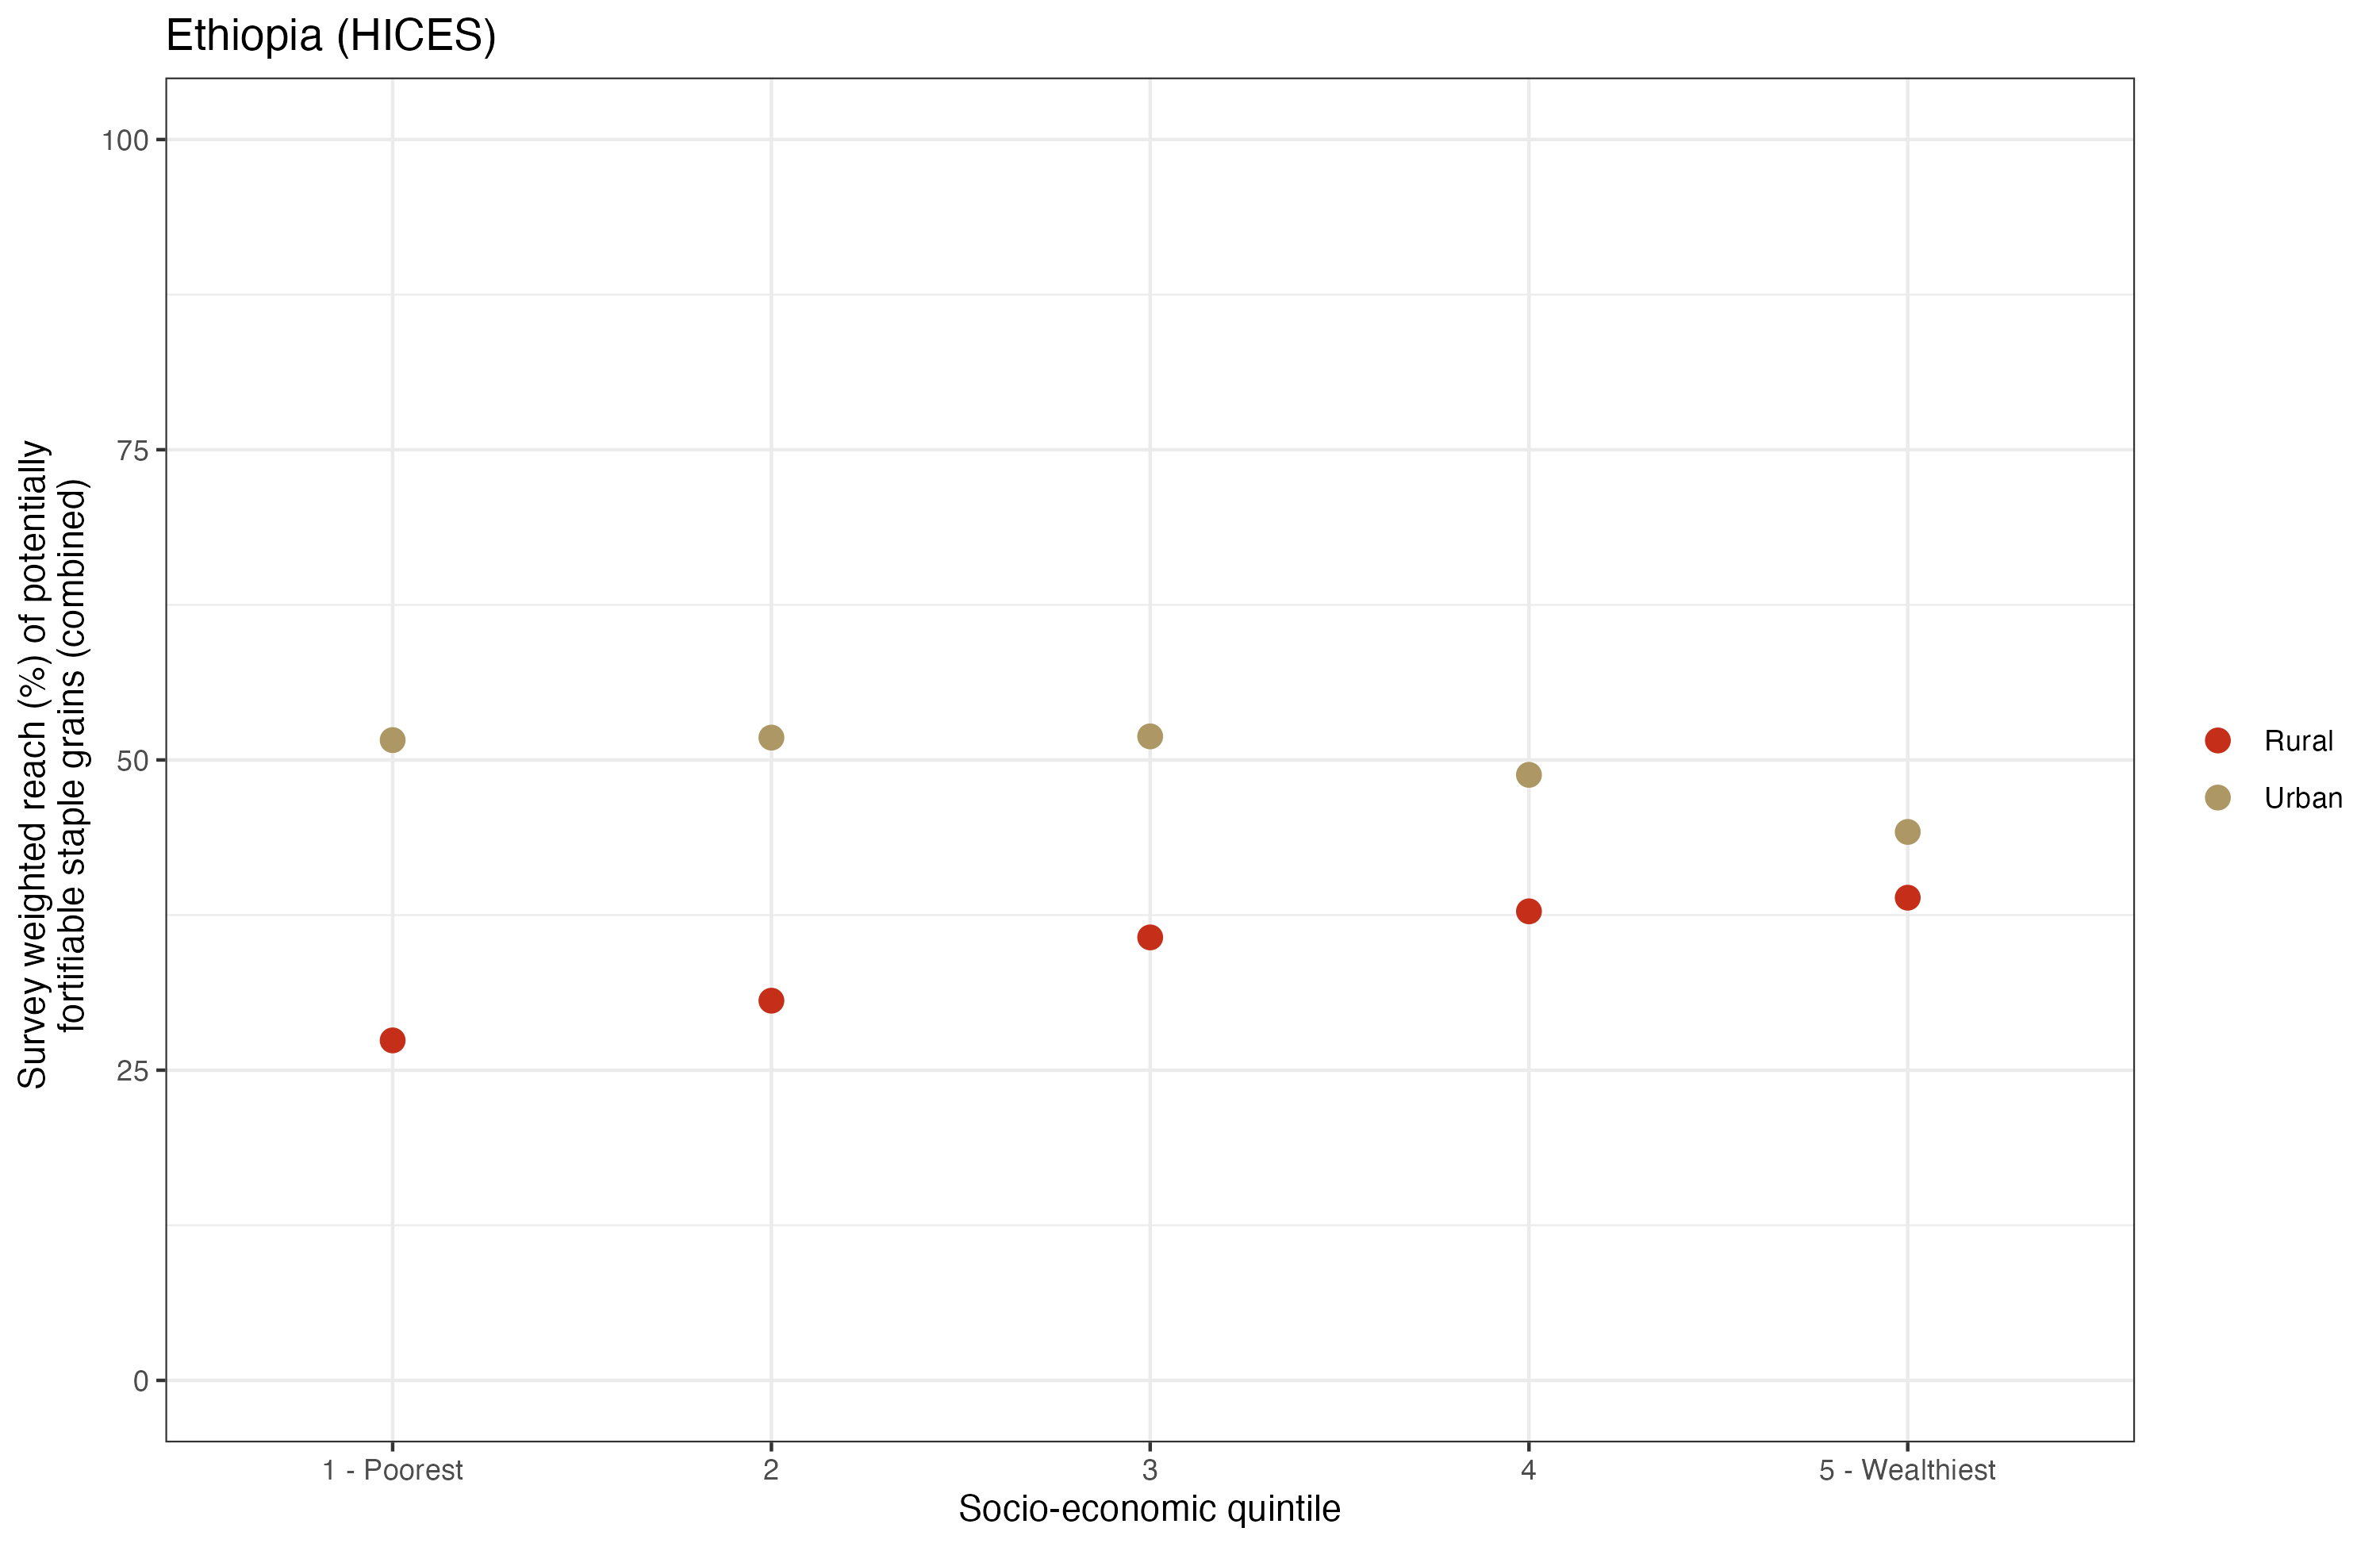 Ethiopia (HICES)
Survey weighted reach (%) of potentially
fortifiable staple grains (combined)
100
75
50
25
0
1 - Poorest
2
3
4
5 - Wealthiest
Socio-economic quintile
Rural
Urban